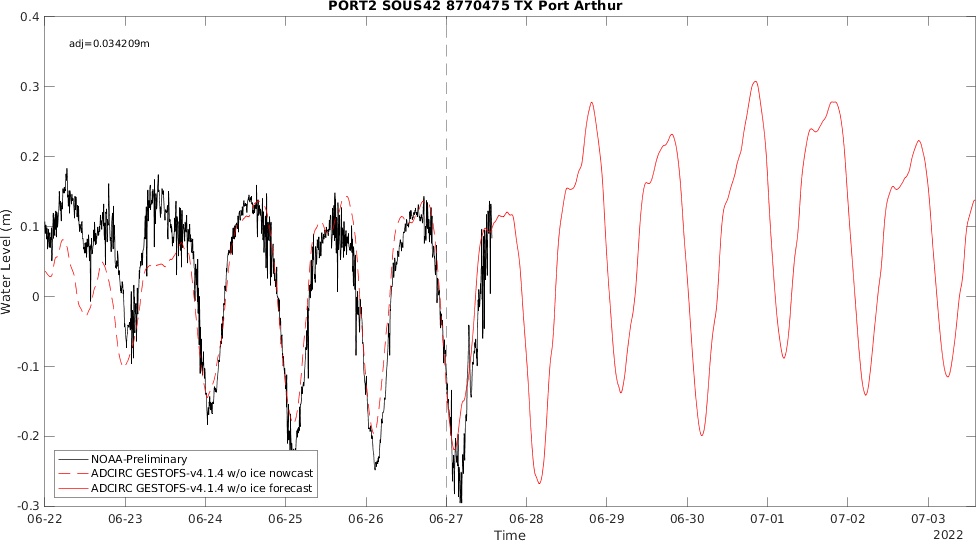 PORT2 SOUS42 8770475 TX Port Arthur
adj=0.034209m
0.4
0.3
0.2
0.1
0
-0.1
-0.2
-0.3
Water Level (m)
NOAA-Preliminary
ADCIRC GESTOFS-v4.1.4 w/o ice nowcast
ADCIRC GESTOFS-v4.1.4 w/o ice forecast
06-22 06-23 06-24 06-25 06-26 06-27 06-28 06-29 06-30 07-01 07-02 07-03
Time
2022